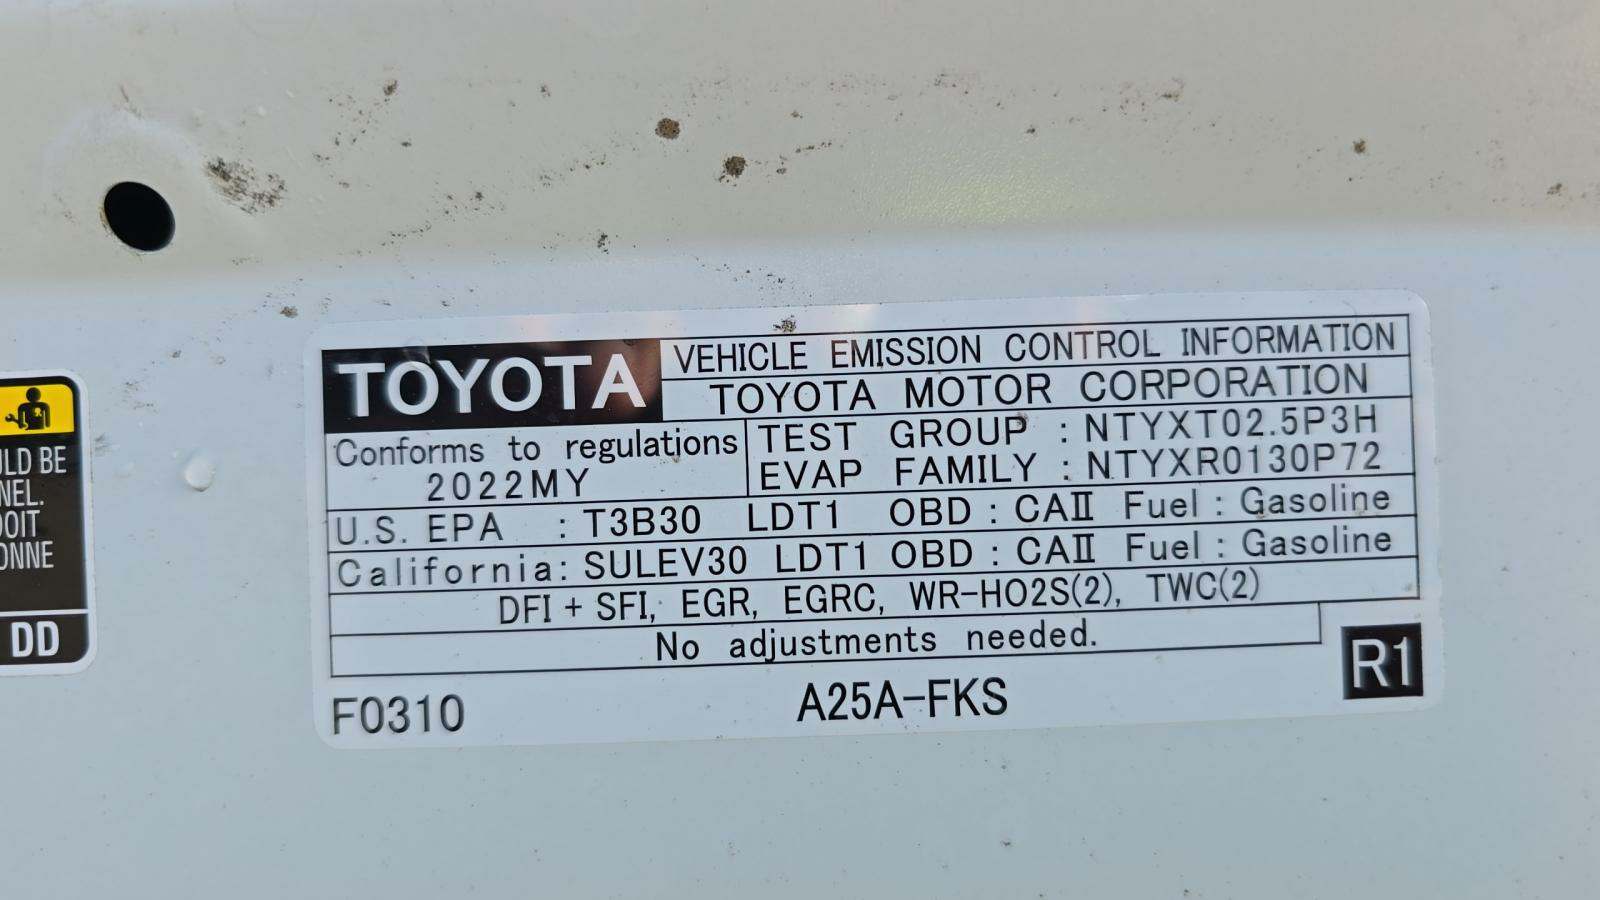 TOYOTA
VEHICLE EMISSION CONTROL INFORMATION
TOYOTA MOTOR CORPORATION
Conforms to regulations
2022MY
TEST GROUP : NTYXT02.5P3H
EVAP FAMILY : NTYXR0130P72
U.S. EPA : T3B30 LDT1 OBD : CAⅡ Fuel : Gasoline
California: SULEV30 LDT1 OBD : CAⅡ Fuel : Gasoline
DFI + SFI, EGR, EGRC, WR-HO2S(2), TWC(2)
No adjustments needed.
F0310
A25A-FKS
R1
LD BE
NEL.
DOIT
ONNE
DD